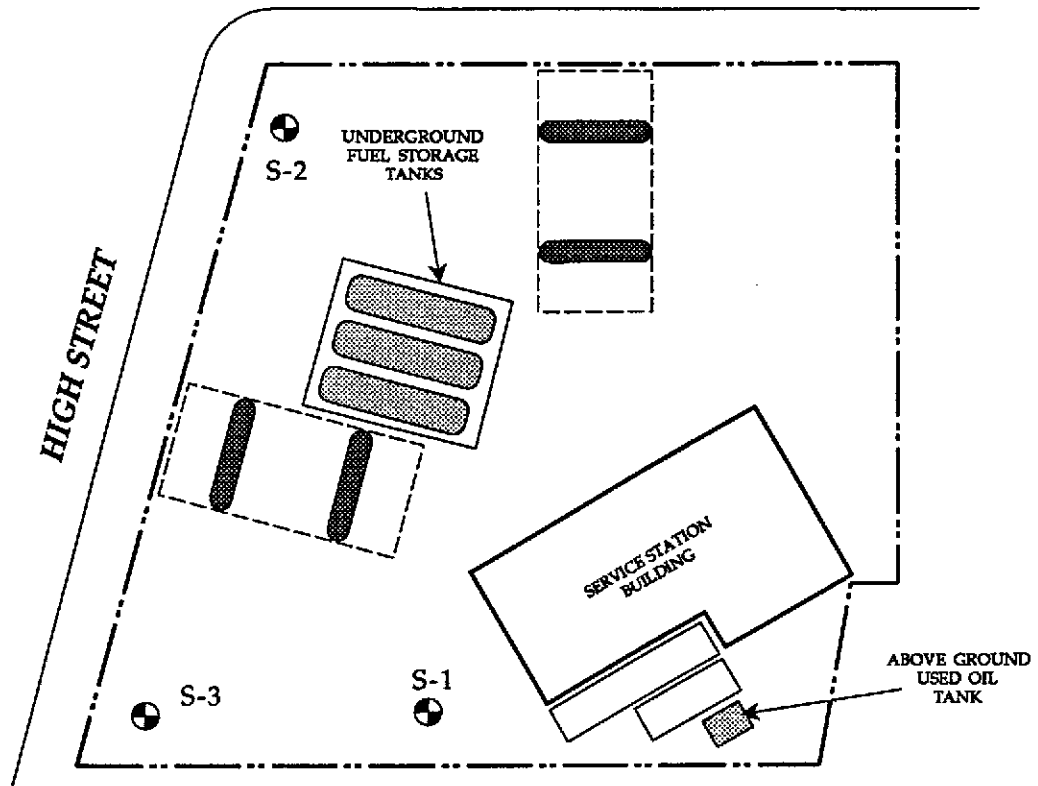 UNDERGROUND
FUEL STORAGE
TANKS
S-2
HIGH STREET
SERVICE STATION
BUILDING
ABOVE GROUND
USED OIL
TANK
S-3
S-1